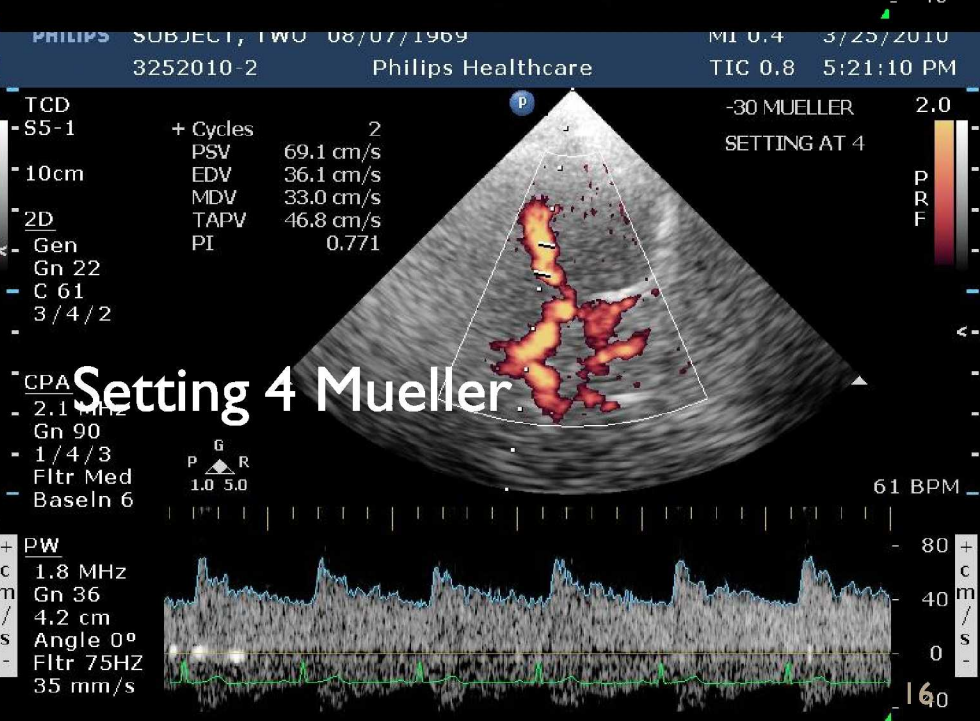 PHILIPS SUBJECT, TWO 08/07/1969 MI 0.4 3/25/2010
3252010-2 Philips Healthcare TIC 0.8 5:21:10 PM
TCD
S5-1
10cm
2D
Gen
Gn 22
C 61
3/4/2
CPA
2.1 MHz
Gn 90
1/4/3
Fltr Med
Baseln 6
+ Cycles 2
PSV 69.1 cm/s
EDV 36.1 cm/s
MDV 33.0 cm/s
TAPV 46.8 cm/s
PI 0.771
P
-30 MUELLER
SETTING AT 4
2.0
P
R
F
Setting 4 Mueller
G
P R
1.0 5.0
61 BPM
PW
1.8 MHz
Gn 36
4.2 cm
Angle 0°
Fltr 75HZ
35 mm/s
+
c
m
/
s
-
80
40
0
+
c
m
/
s
-
16